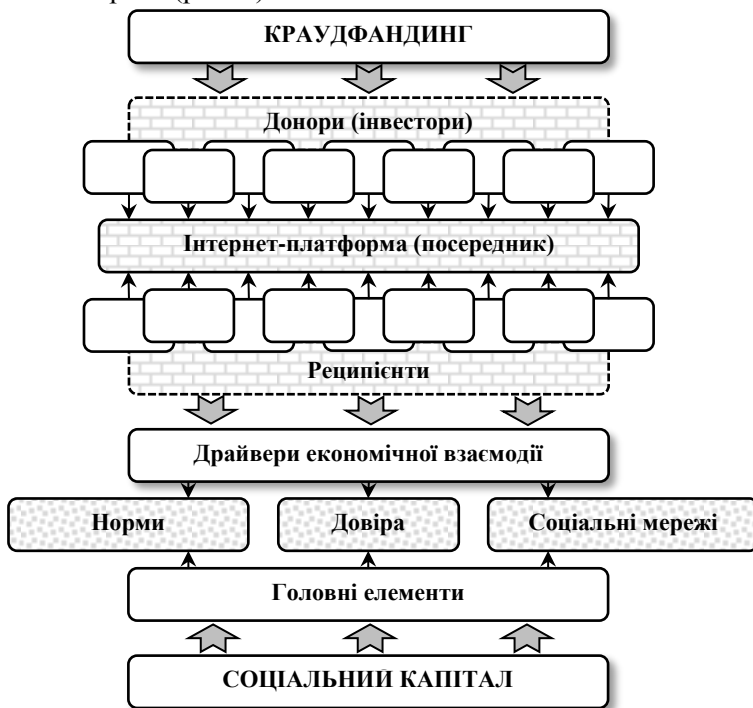 КРАУДФАНДИНГ
Донори (інвестори)
Інтернет-платформа (посередник)
Реципієнти
Драйвери економічної взаємодії
Норми
Довіра
Соціальні мережі
Головні елементи
СОЦІАЛЬНИЙ КАПІТАЛ